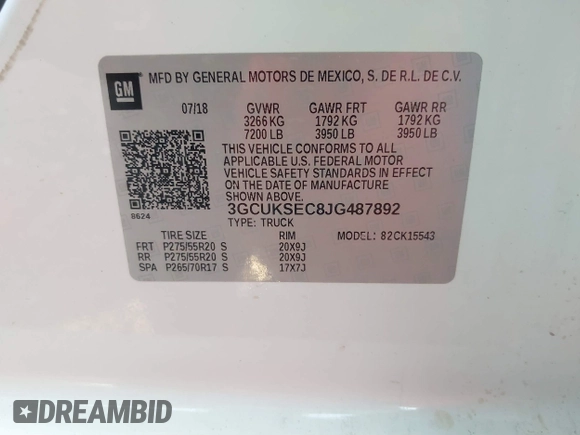 GM
MFD BY GENERAL MOTORS DE MEXICO, S. DE R.L. DE C.V.
07/18 GVWR GAWR FRT GAWR RR
3266 KG 1792 KG 1792 KG
7200 LB 3950 LB 3950 LB
THIS VEHICLE CONFORMS TO ALL
APPLICABLE U.S. FEDERAL MOTOR
VEHICLE SAFETY STANDARDS IN EFFECT
ON THE DATE OF MANUFACTURE
SHOWN ABOVE.
8624 3GCUKSEC8JG487892
TYPE: TRUCK
TIRE SIZE RIM MODEL: 82CK15543
FRT P275/55R20 S 20X9J
RR P275/55R20 S 20X9J
SPA P265/70R17 S 17X7J
DREAMBID